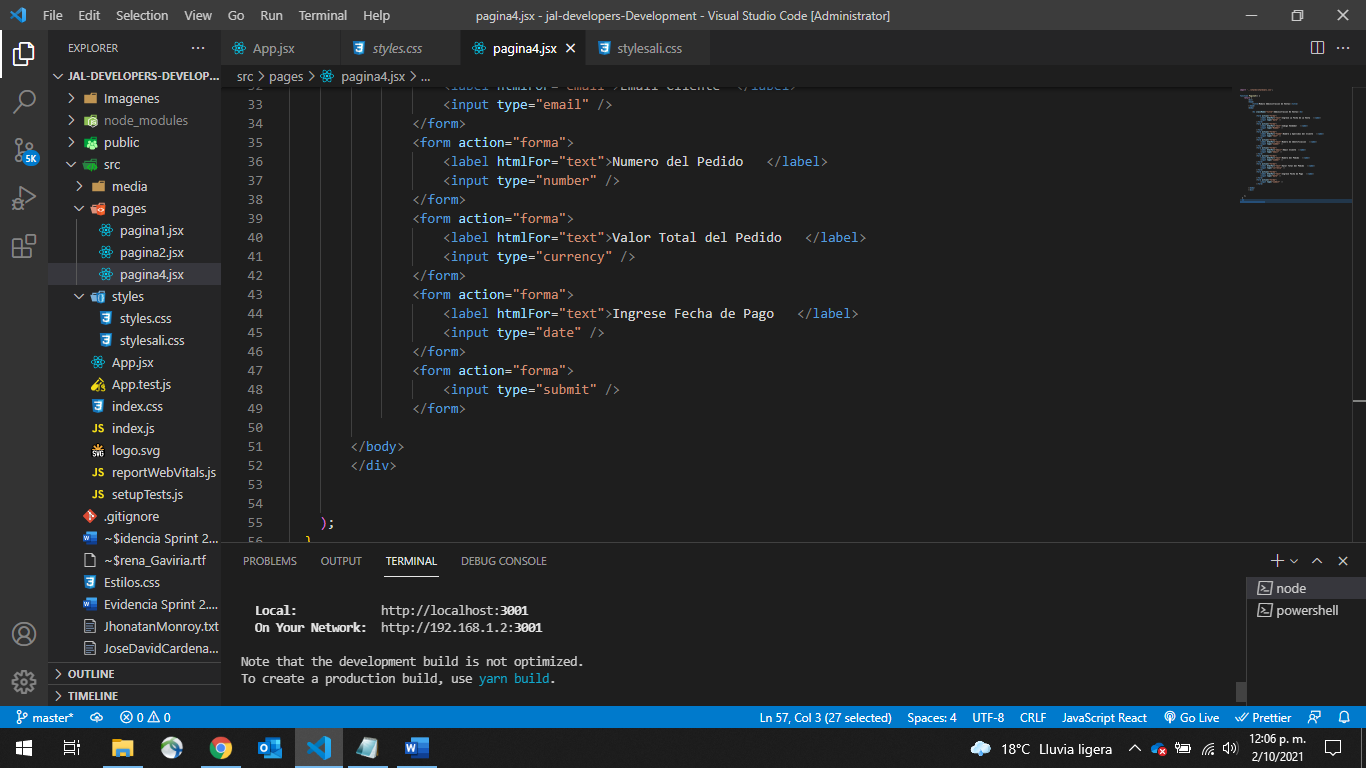 File Edit Selection View Go Run Terminal Help pagina4.jsx - jal-developers-Development - Visual Studio Code [Administrator]
EXPLORER
App.jsx styles.css pagina4.jsx stylesali.css
JAL-DEVELOPERS-DEVELOP...
src > pages > pagina4.jsx > ...
Imagenes
node_modules
public
src
media
pages
pagina1.jsx
pagina2.jsx
pagina4.jsx
styles
styles.css
stylesali.css
App.jsx
App.test.js
index.css
index.js
logo.svg
reportWebVitals.js
setupTests.js
.gitignore
~$idencia Sprint 2....
~$rena_Gaviria.rtf
Estilos.css
Evidencia Sprint 2....
JhonatanMonroy.txt
JoseDavidCardena...
OUTLINE
TIMELINE
5K
32 <label htmlFor="email">Email Cliente </label>
33 <input type="email" />
34 </form>
35 <form action="forma">
36 <label htmlFor="text">Numero del Pedido </label>
37 <input type="number" />
38 </form>
39 <form action="forma">
40 <label htmlFor="text">Valor Total del Pedido </label>
41 <input type="currency" />
42 </form>
43 <form action="forma">
44 <label htmlFor="text">Ingrese Fecha de Pago </label>
45 <input type="date" />
46 </form>
47 <form action="forma">
48 <input type="submit" />
49 </form>
50
51 </body>
52 </div>
53
54
55 );
56 }
PROBLEMS OUTPUT TERMINAL DEBUG CONSOLE
node
powershell
Local: http://localhost:3001
On Your Network: http://192.168.1.2:3001
Note that the development build is not optimized.
To create a production build, use yarn build.
master* 0 0 Ln 57, Col 3 (27 selected) Spaces: 4 UTF-8 CRLF JavaScript React Go Live Prettier
18°C Lluvia ligera
12:06 p. m.
2/10/2021